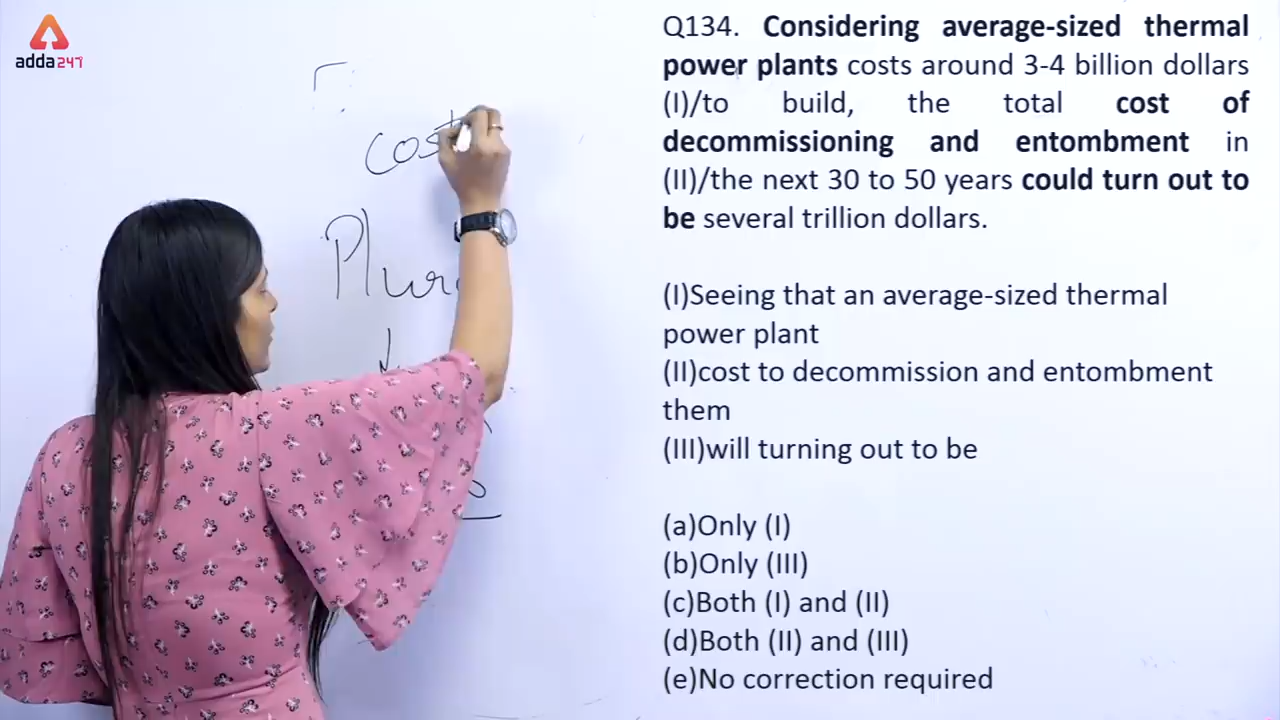 adda247
cost
Plur
Q134. Considering average-sized thermal
power plants costs around 3-4 billion dollars
(I)/to build, the total cost of
decommissioning and entombment in
(II)/the next 30 to 50 years could turn out to
be several trillion dollars.
(I)Seeing that an average-sized thermal
power plant
(II)cost to decommission and entombment
them
(III)will turning out to be
(a)Only (I)
(b)Only (III)
(c)Both (I) and (II)
(d)Both (II) and (III)
(e)No correction required